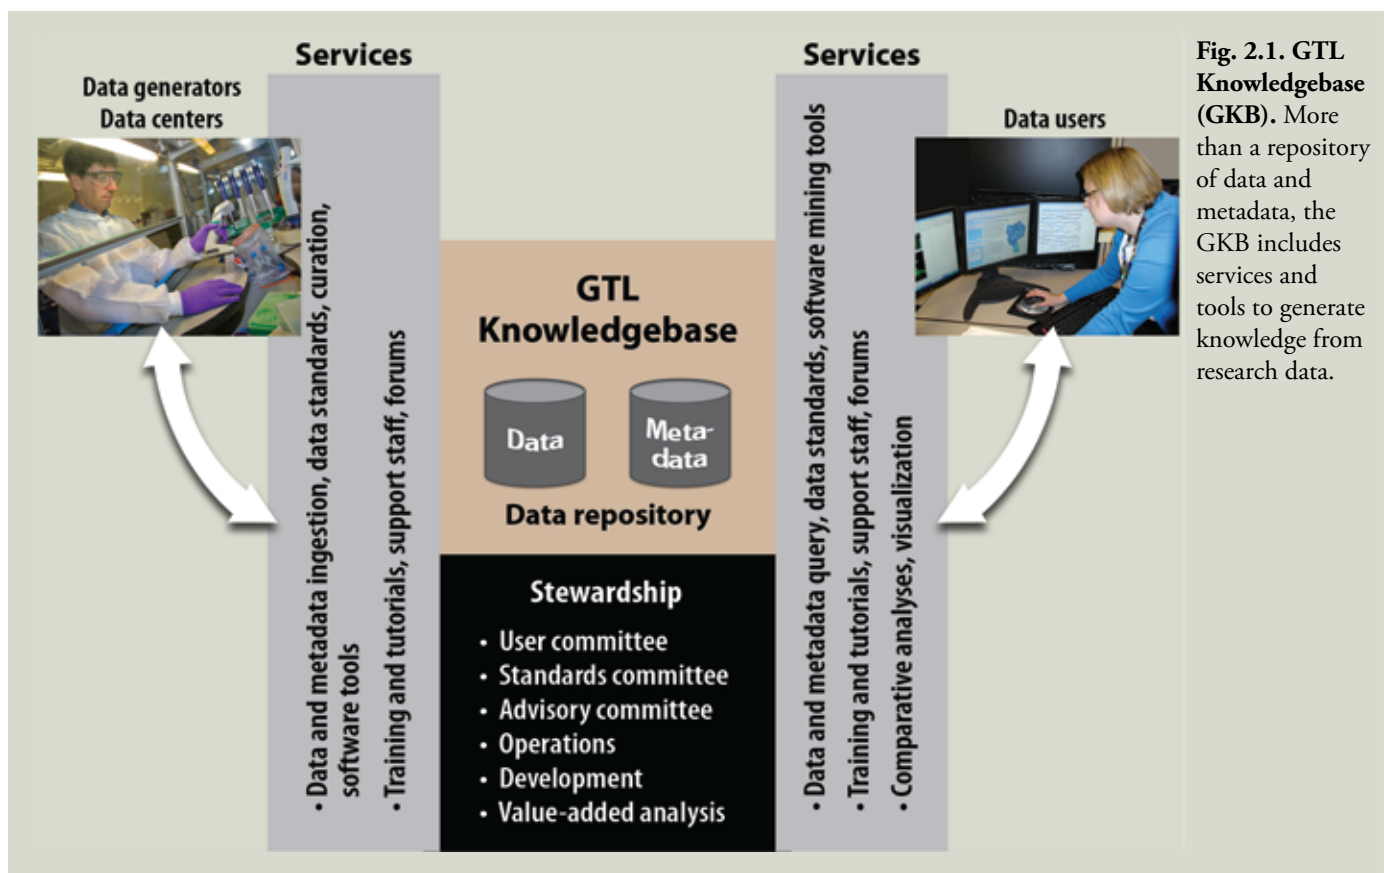 Services
Data generators
Data centers
• Data and metadata ingestion, data standards, curation,
software tools
• Training and tutorials, support staff, forums
GTL
Knowledgebase
Data
Meta-
data
Data repository
Stewardship
• User committee
• Standards committee
• Advisory committee
• Operations
• Development
• Value-added analysis
Services
• Data and metadata query, data standards, software mining tools
• Training and tutorials, support staff, forums
• Comparative analyses, visualization
Data users
Fig. 2.1. GTL
Knowledgebase
(GKB). More
than a repository
of data and
metadata, the
GKB includes
services and
tools to generate
knowledge from
research data.